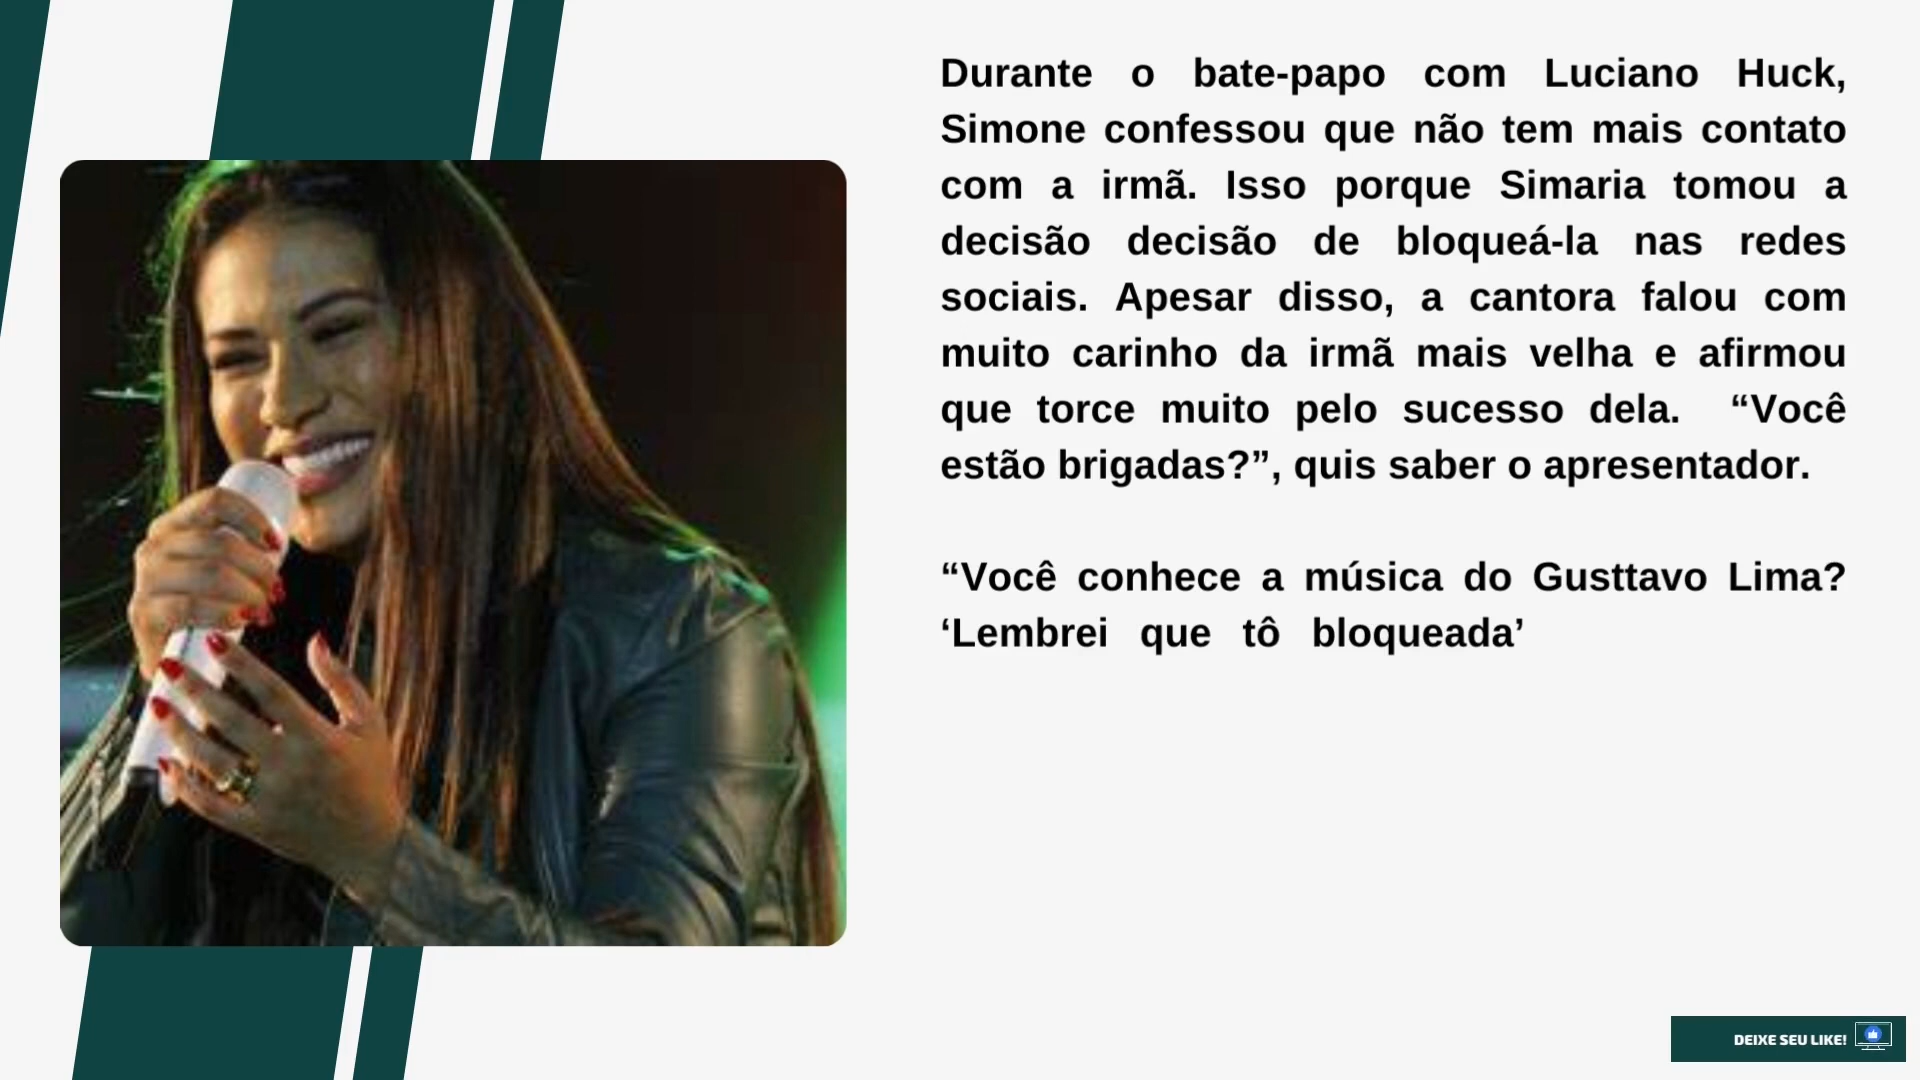 Durante o bate-papo com Luciano Huck,
Simone confessou que não tem mais contato
com a irmã. Isso porque Simaria tomou a
decisão decisão de bloqueá-la nas redes
sociais. Apesar disso, a cantora falou com
muito carinho da irmã mais velha e afirmou
que torce muito pelo sucesso dela. “Você
estão brigadas?”, quis saber o apresentador.
“Você conhece a música do Gusttavo Lima?
‘Lembrei que tô bloqueada’
DEIXE SEU LIKE!